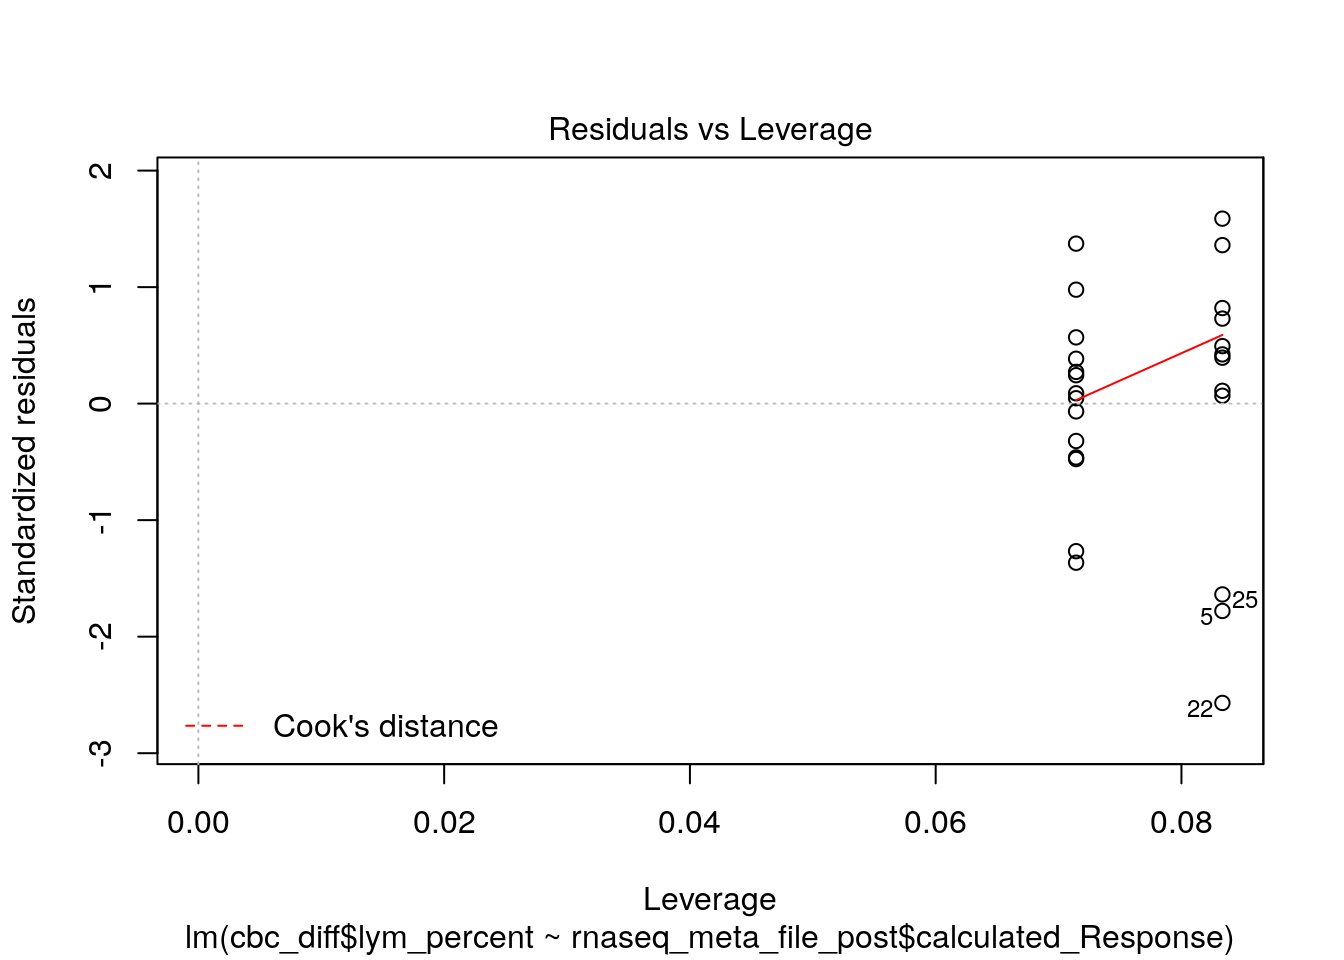 Residuals vs Leverage
Standardized residuals
2
1
0
-1
-2
-3
25
5
22
Cook's distance
0.00 0.02 0.04 0.06 0.08
Leverage
lm(cbc_diff$lym_percent ~ rnaseq_meta_file_post$calculated_Response)